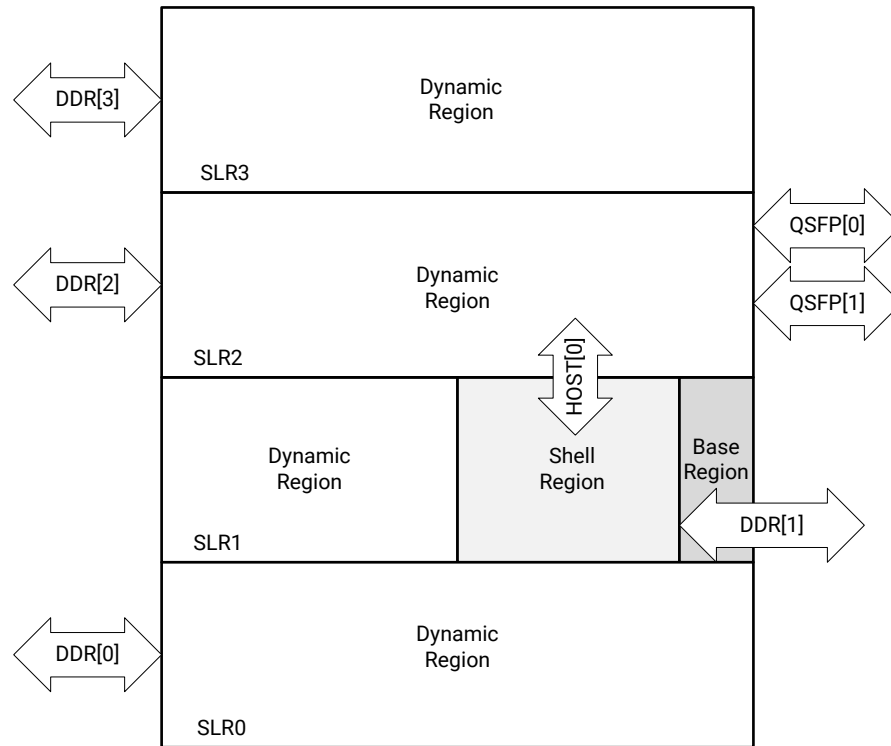 Dynamic
Region
DDR[3]
SLR3
QSFP[0]
Dynamic
Region
DDR[2]
QSFP[1]
SLR2
HOST[0]
Dynamic
Region
Shell
Region
Base
Region
DDR[1]
SLR1
Dynamic
Region
DDR[0]
SLR0